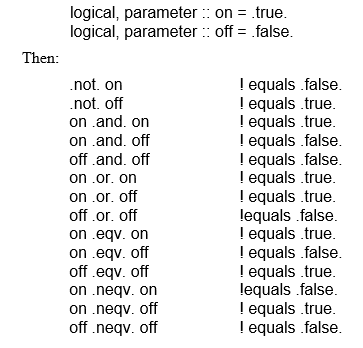 logical, parameter :: on = .true.
logical, parameter :: off = .false.
Then:
.not. on ! equals .false.
.not. off ! equals .true.
on .and. on ! equals .true.
on .and. off ! equals .false.
off .and. off ! equals .false.
on .or. on ! equals .true.
on .or. off ! equals .true.
off .or. off !equals .false.
on .eqv. on ! equals .true.
on .eqv. off ! equals .false.
off .eqv. off ! equals .true.
on .neqv. on !equals .false.
on .neqv. off ! equals .true.
off .neqv. off ! equals .false.